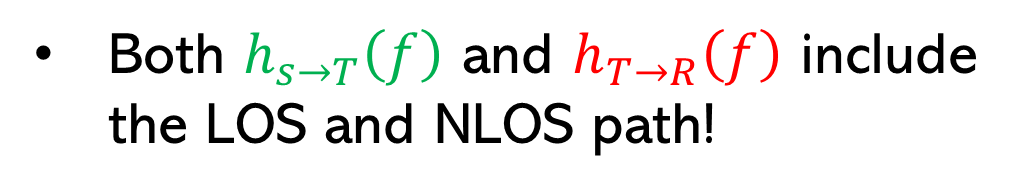 • Both h_{s→T}(f) and h_{T→R}(f) include
the LOS and NLOS path!